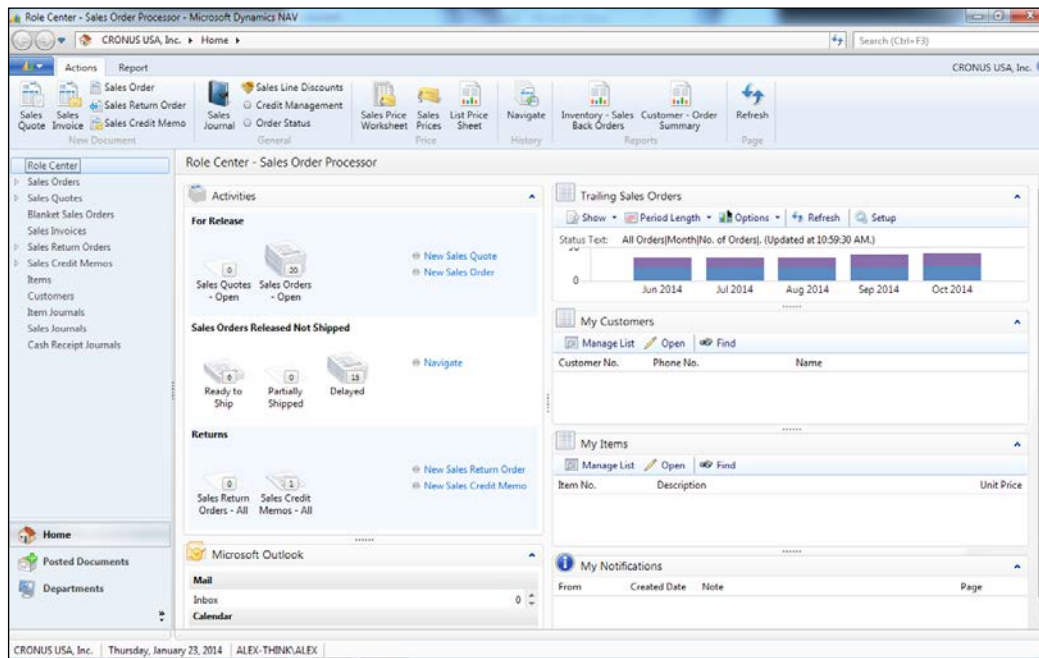 Role Center - Sales Order Processor - Microsoft Dynamics NAV
CRONUS USA, Inc. Home
Search (Ctrl+F3)
Actions Report
CRONUS USA, Inc.
Sales Quote
Sales Invoice
Sales Order
Sales Return Order
Sales Credit Memo
New Document
Sales Journal
Sales Line Discounts
Credit Management
Order Status
General
Sales Price Worksheet
Sales Prices
List Price Sheet
Price
Navigate
History
Inventory - Sales Back Orders
Customer - Order Summary
Reports
Refresh
Page
Role Center
Sales Orders
Sales Quotes
Blanket Sales Orders
Sales Invoices
Sales Return Orders
Sales Credit Memos
Items
Customers
Item Journals
Sales Journals
Cash Receipt Journals
Home
Posted Documents
Departments
Role Center - Sales Order Processor
Activities
For Release
0
20
Sales Quotes - Open
Sales Orders - Open
New Sales Quote
New Sales Order
Sales Orders Released Not Shipped
0
15
Ready to Ship
Partially Shipped
Delayed
Navigate
Returns
0
1
Sales Return Orders - All
Sales Credit Memos - All
New Sales Return Order
New Sales Credit Memo
Microsoft Outlook
Mail
Inbox 0
Calendar
Trailing Sales Orders
Show Period Length Options Refresh Setup
Status Text: All Orders|Month|No. of Orders|. (Updated at 10:59:30 AM.)
0
Jun 2014 Jul 2014 Aug 2014 Sep 2014 Oct 2014
My Customers
Manage List Open Find
Customer No. Phone No. Name
My Items
Manage List Open Find
Item No. Description Unit Price
My Notifications
From Created Date Note Page
CRONUS USA, Inc. Thursday, January 23, 2014 ALEX-THINK\ALEX